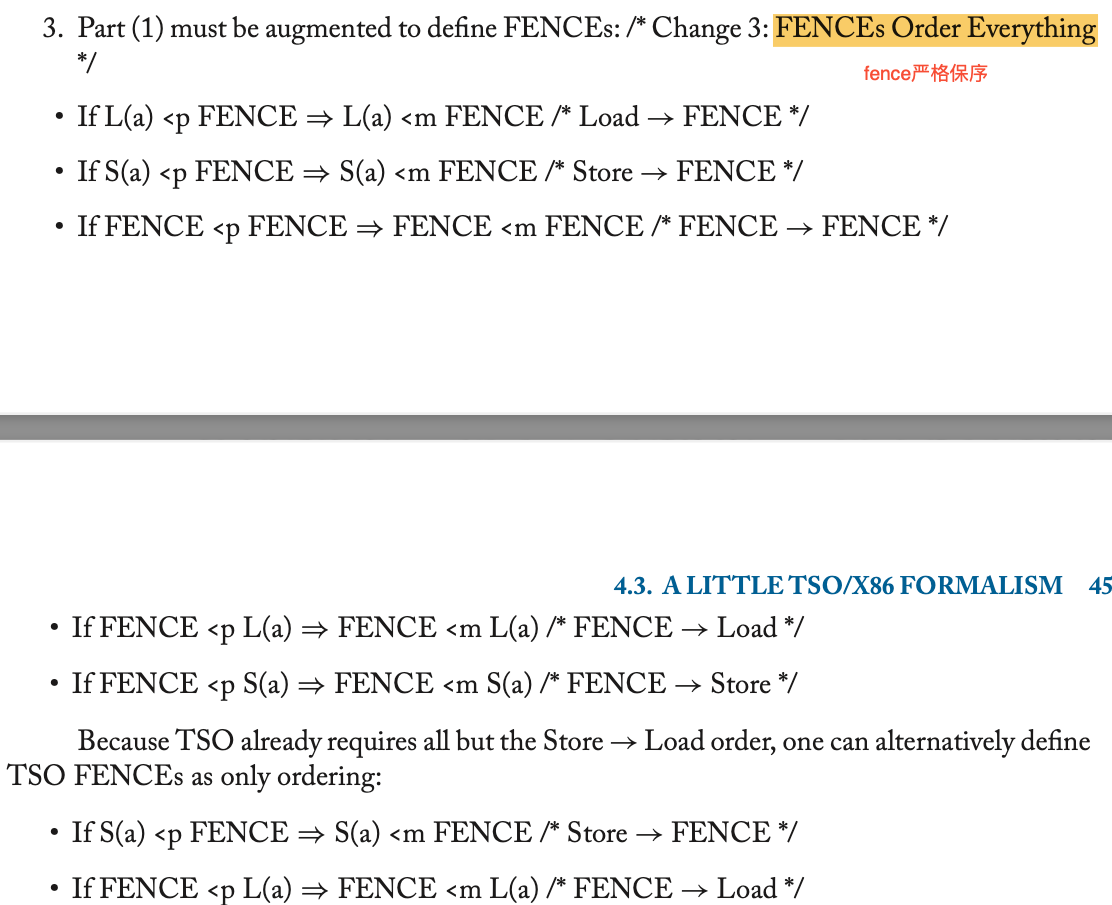 3. Part (1) must be augmented to define FENCEs: /* Change 3: FENCEs Order Everything
*/
fence严格保序
• If L(a) <p FENCE ⇒ L(a) <m FENCE /* Load → FENCE */
• If S(a) <p FENCE ⇒ S(a) <m FENCE /* Store → FENCE */
• If FENCE <p FENCE ⇒ FENCE <m FENCE /* FENCE → FENCE */
4.3. A LITTLE TSO/X86 FORMALISM 45
• If FENCE <p L(a) ⇒ FENCE <m L(a) /* FENCE → Load */
• If FENCE <p S(a) ⇒ FENCE <m S(a) /* FENCE → Store */
Because TSO already requires all but the Store → Load order, one can alternatively define
TSO FENCEs as only ordering:
• If S(a) <p FENCE ⇒ S(a) <m FENCE /* Store → FENCE */
• If FENCE <p L(a) ⇒ FENCE <m L(a) /* FENCE → Load */